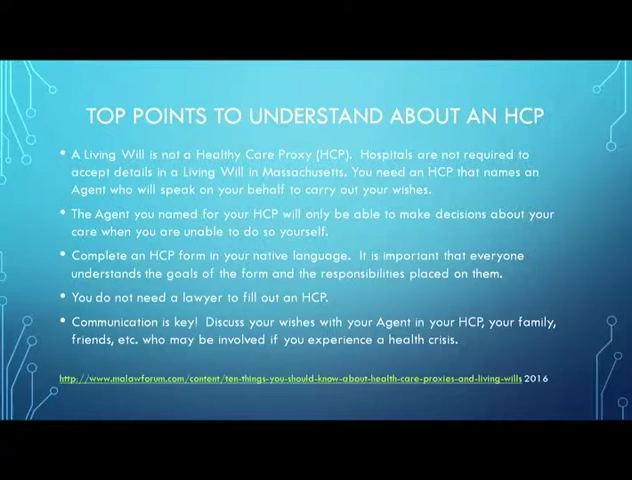 TOP POINTS TO UNDERSTAND ABOUT AN HCP
• A Living Will is not a Healthy Care Proxy (HCP). Hospitals are not required to
accept details in a Living Will in Massachusetts. You need an HCP that names an
Agent who will speak on your behalf to carry out your wishes.
• The Agent you named for your HCP will only be able to make decisions about your
care when you are unable to do so yourself.
• Complete an HCP form in your native language. It is important that everyone
understands the goals of the form and the responsibilities placed on them.
• You do not need a lawyer to fill out an HCP.
• Communication is key! Discuss your wishes with your Agent in your HCP, your family,
friends, etc. who may be involved if you experience a health crisis.
http://www.malawforum.com/content/ten-things-you-should-know-about-health-care-proxies-and-living-wills 2016